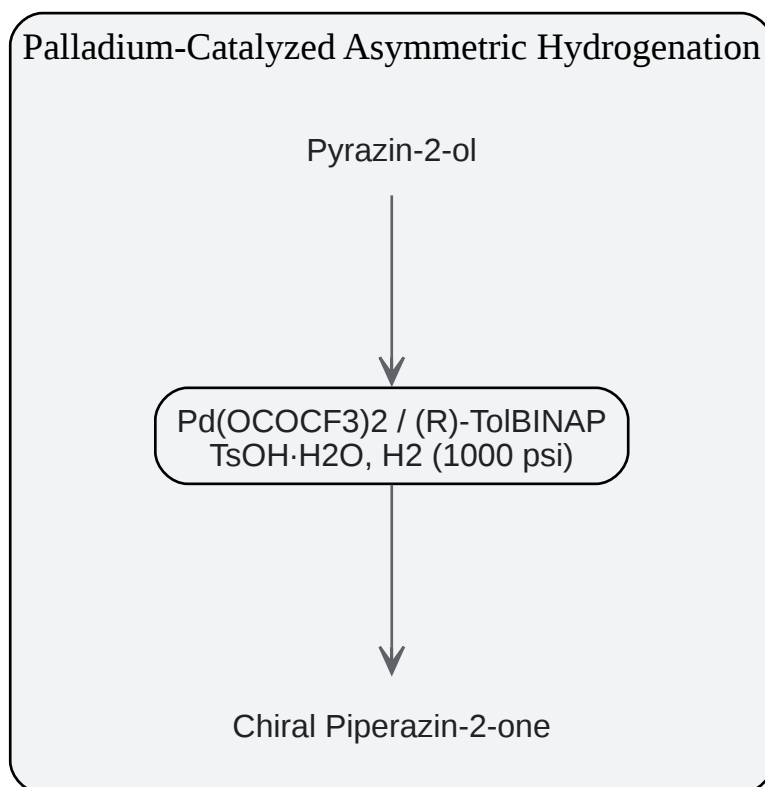 Palladium-Catalyzed Asymmetric Hydrogenation
Pyrazin-2-ol
Pd(OCOCF3)2 / (R)-TolBINAP
TsOH·H2O, H2 (1000 psi)
Chiral Piperazin-2-one